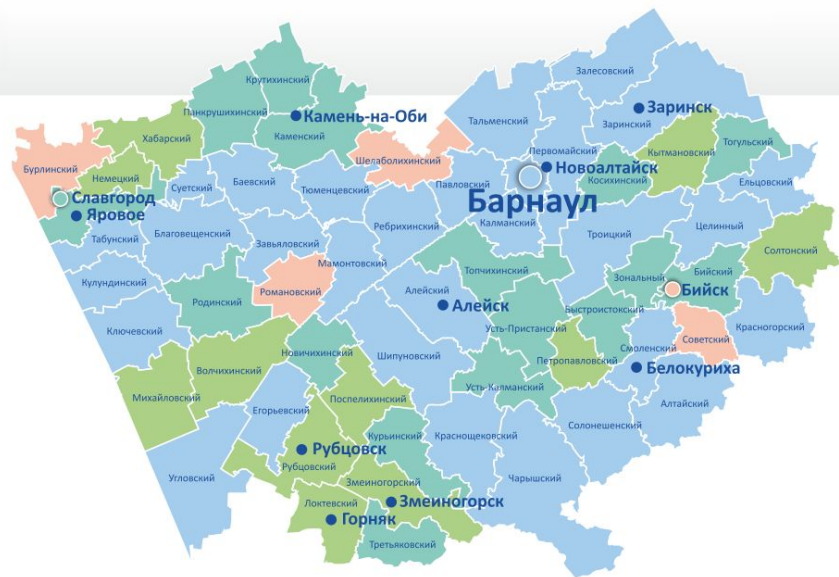 Залесовский
Крутихинский
Заринск
Тальменский
Панкрушихинский
Камень-на-Оби
Заринский
Хабарский
Каменский
Тогульский
Первомайский
Кытмановский
Шелаболихинский
Новоалтайск
Бурлинский
Немецкий
Косихинский
Ельцовский
Суетский
Баевский
Тюменцевский
Павловский
Славгород
Барнаул
Яровое
Ребрихинский
Калманский
Целинный
Благовещенный
Троицкий
Табунский
Завьяловский
Солтонский
Мамонтовский
Топчихинский
Зональный
Бийский
Кулундинский
Алейский
Романовский
Бийск
Родинский
Алейск
Быстроистокский
Красногорский
Ключевский
Усть-Пристанский
Советский
Смоленский
Новичихинский
Шипуновский
Петропавловский
Волчихинский
Белокуриха
Усть-Калманский
Михайловский
Поспелихинский
Алтайский
Егорьевский
Солонешенский
Курьинский
Краснощековский
Рубцовск
Рубцовский
Угловский
Чарышский
Змеиногорский
Локтевский
Змеиногорск
Горняк
Третьяковский